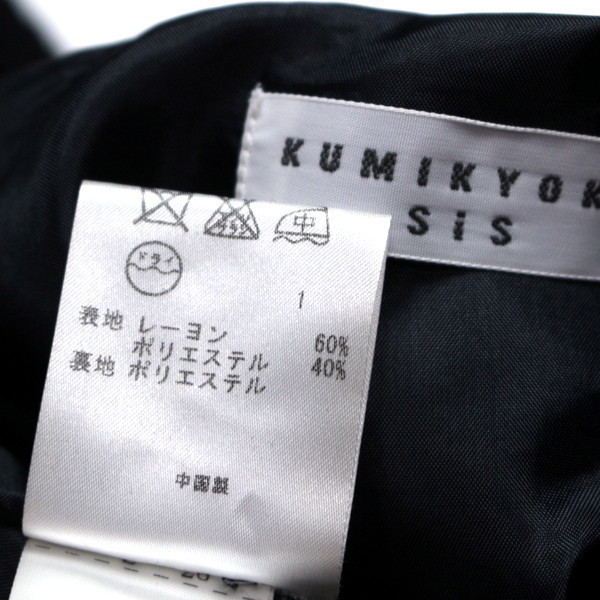 KUMIKYOK
SiS
中
ドライ
1
表地 レーヨン 60%
ポリエステル 40%
裏地 ポリエステル
中国製